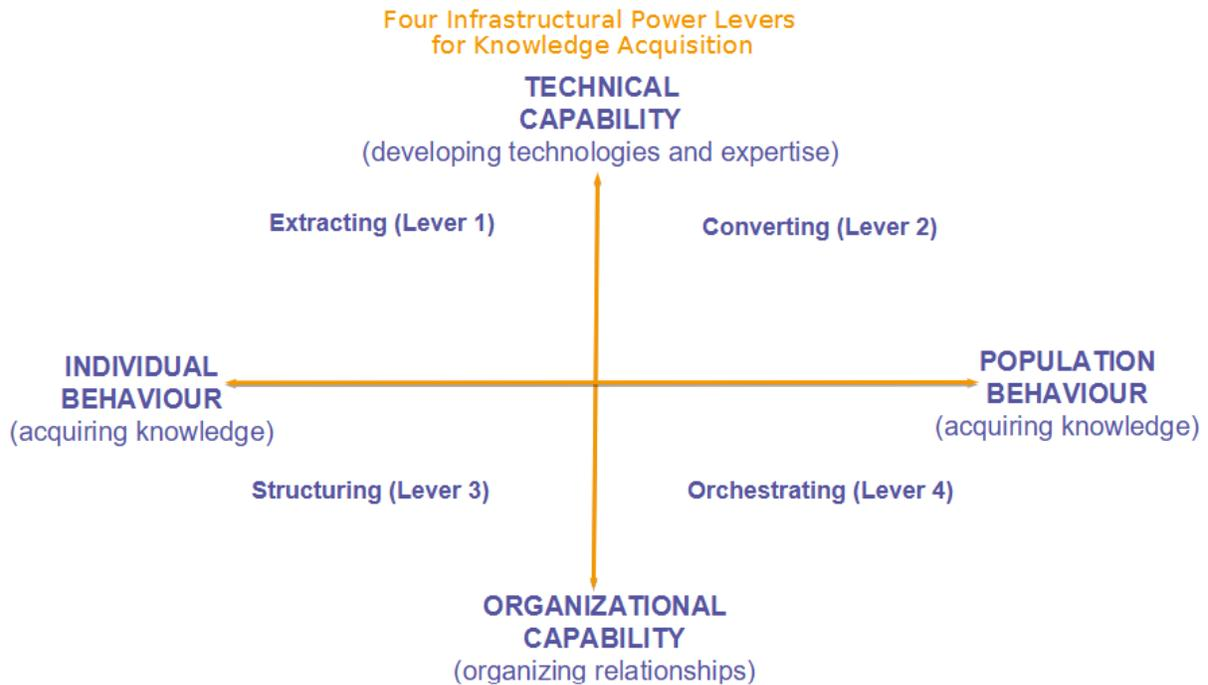 Four Infrastructural Power Levers
for Knowledge Acquisition
TECHNICAL
CAPABILITY
(developing technologies and expertise)
Extracting (Lever 1)
Converting (Lever 2)
INDIVIDUAL
BEHAVIOUR
(acquiring knowledge)
POPULATION
BEHAVIOUR
(acquiring knowledge)
Structuring (Lever 3)
Orchestrating (Lever 4)
ORGANIZATIONAL
CAPABILITY
(organizing relationships)